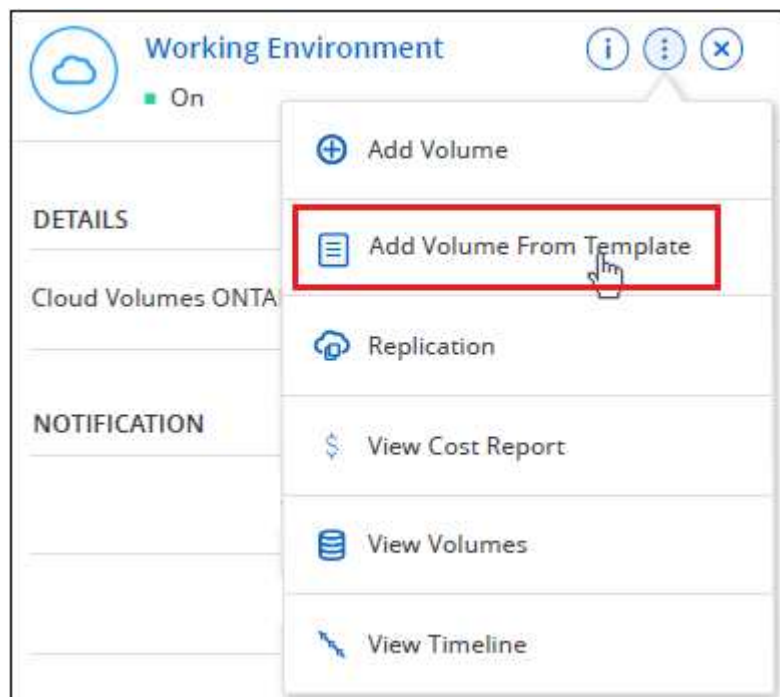 Working Environment
On
Add Volume
DETAILS
Add Volume From Template
Cloud Volumes ONTA
Replication
NOTIFICATION
View Cost Report
View Volumes
View Timeline